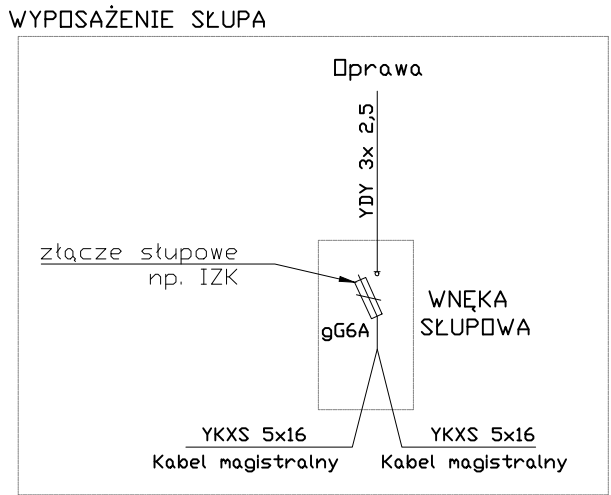 WYPOSAŻENIE SŁUPA
Oprawa
YDY 3x 2,5
złącze słupowe
np. IZK
WNĘKA
SŁUPOWA
gG6A
YKXS 5x16
Kabel magistralny
YKXS 5x16
Kabel magistralny